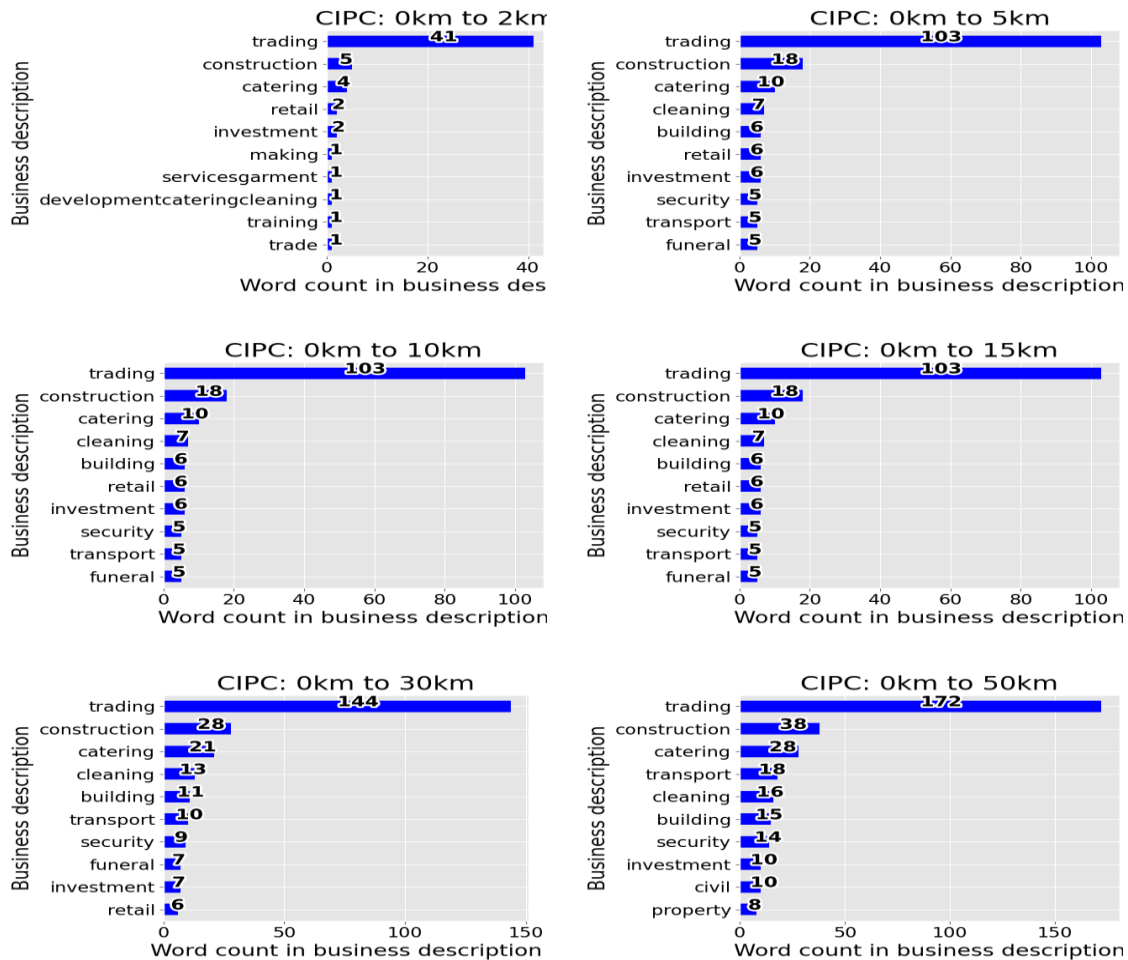 CIPC: 0km to 2km
Business description
trading 41
construction 5
catering 4
retail 2
investment 2
making 1
servicesgarment 1
developmentcateringcleaning 1
training 1
trade 1
0 20 40
Word count in business des
CIPC: 0km to 5km
Business description
trading 103
construction 18
catering 10
cleaning 7
building 6
retail 6
investment 6
security 5
transport 5
funeral 5
0 20 40 60 80 100
Word count in business description
CIPC: 0km to 10km
Business description
trading 103
construction 18
catering 10
cleaning 7
building 6
retail 6
investment 6
security 5
transport 5
funeral 5
0 20 40 60 80 100
Word count in business description
CIPC: 0km to 15km
Business description
trading 103
construction 18
catering 10
cleaning 7
building 6
retail 6
investment 6
security 5
transport 5
funeral 5
0 20 40 60 80 100
Word count in business description
CIPC: 0km to 30km
Business description
trading 144
construction 28
catering 21
cleaning 13
building 11
transport 10
security 9
funeral 7
investment 7
retail 6
0 50 100 150
Word count in business description
CIPC: 0km to 50km
Business description
trading 172
construction 38
catering 28
transport 18
cleaning 16
building 15
security 14
investment 10
civil 10
property 8
0 50 100 150
Word count in business description